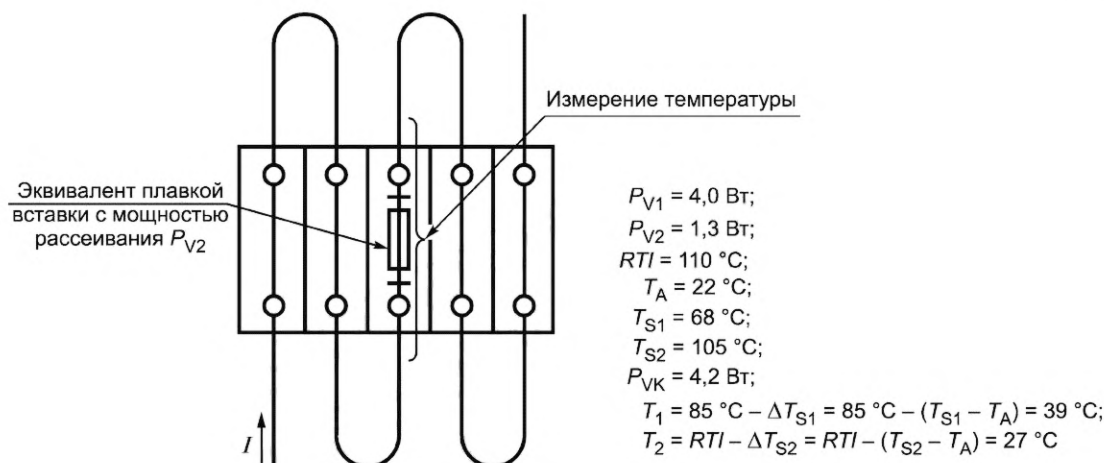 Измерение температуры
Эквивалент плавкой
вставки с мощностью
рассеивания P_V2
P_V1 = 4,0 Вт;
P_V2 = 1,3 Вт;
RTI = 110 °C;
T_A = 22 °C;
T_S1 = 68 °C;
T_S2 = 105 °C;
P_VK = 4,2 Вт;
T_1 = 85 °C – ΔT_S1 = 85 °C – (T_S1 – T_A) = 39 °C;
T_2 = RTI – ΔT_S2 = RTI – (T_S2 – T_A) = 27 °C
I